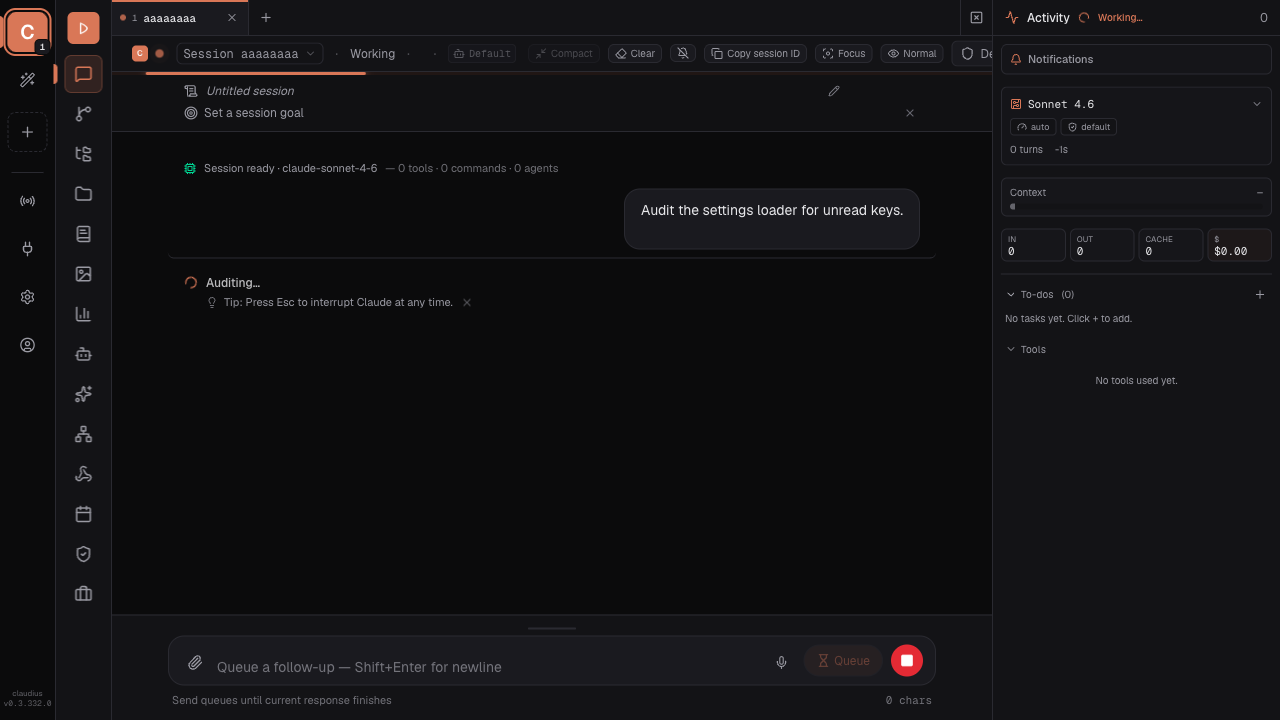 C
1
claudius
v0.3.332.0
1 aaaaaaaa
C
Session aaaaaaaa
· Working · ·
Default
Compact
Clear
Copy session ID
Focus
Normal
Untitled session
Set a session goal
Session ready · claude-sonnet-4-6 — 0 tools · 0 commands · 0 agents
Audit the settings loader for unread keys.
Auditing…
Tip: Press Esc to interrupt Claude at any time.
Queue a follow-up — Shift+Enter for newline
Queue
Send queues until current response finishes
0 chars
Activity Working… 0
Notifications
Sonnet 4.6
auto
default
0 turns ~1s
Context –
IN
0
OUT
0
CACHE
0
$
$0.00
To-dos (0)
No tasks yet. Click + to add.
Tools
No tools used yet.